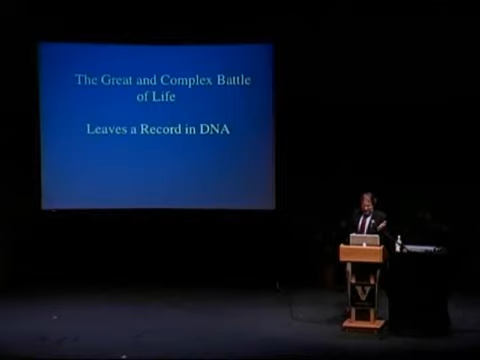 The Great and Complex Battle
of Life
Leaves a Record in DNA
V